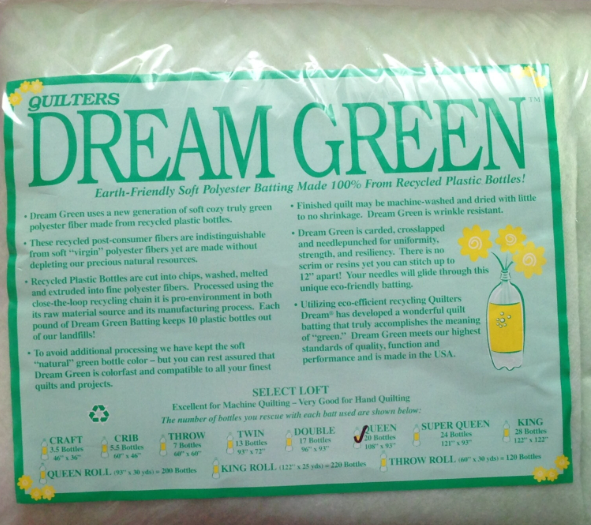 QUILTERS
DREAM GREEN™
Earth-Friendly Soft Polyester Batting Made 100% From Recycled Plastic Bottles!
• Dream Green uses a new generation of soft cozy truly green
polyester fiber made from recycled plastic bottles.
• These recycled post-consumer fibers are indistinguishable
from soft "virgin" polyester fibers yet are made without
depleting our precious natural resources.
• Recycled Plastic Bottles are cut into chips, washed, melted
and extruded into fine polyester fibers. Processed using the
close-the-loop recycling chain it is pro-environment in both
its raw material source and its manufacturing process. Each
pound of Dream Green Batting keeps 10 plastic bottles out
of our landfills!
• To avoid additional processing we have kept the soft
"natural" green bottle color – but you can rest assured that
Dream Green is colorfast and compatible to all your finest
quilts and projects.
• Finished quilt may be machine-washed and dried with little
to no shrinkage. Dream Green is wrinkle resistant.
• Dream Green is carded, crosslapped
and needlepunched for uniformity,
strength, and resiliency. There is no
scrim or resins yet you can stitch up to
12" apart! Your needles will glide through this
unique eco-friendly batting.
• Utilizing eco-efficient recycling Quilters
Dream® has developed a wonderful quilt
batting that truly accomplishes the meaning
of "green." Dream Green meets our highest
standards of quality, function and
performance and is made in the USA.
SELECT LOFT
Excellent for Machine Quilting – Very Good for Hand Quilting
The number of bottles you rescue with each batt used are shown below:
CRAFT
3.5 Bottles
46" x 36"
CRIB
5.5 Bottles
60" x 46"
THROW
7 Bottles
60" x 60"
TWIN
13 Bottles
93" x 72"
DOUBLE
17 Bottles
96" x 93"
QUEEN
20 Bottles
108" x 93"
SUPER QUEEN
24 Bottles
121" x 93"
KING
28 Bottles
122" x 122"
QUEEN ROLL (93" x 30 yds) = 200 Bottles
KING ROLL (122" x 25 yds) = 220 Bottles
THROW ROLL (60" x 30 yds) = 120 Bottles